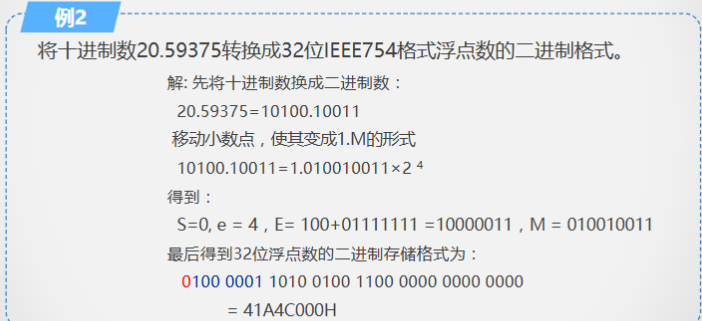 例2
将十进制数20.59375转换成32位IEEE754格式浮点数的二进制格式。
解: 先将十进制数换成二进制数：
20.59375=10100.10011
移动小数点，使其变成1.M的形式
10100.10011=1.010010011×2 ⁴
得到：
S=0, e = 4 , E= 100+01111111 =10000011 , M = 010010011
最后得到32位浮点数的二进制存储格式为：
0100 0001 1010 0100 1100 0000 0000 0000
= 41A4C000H